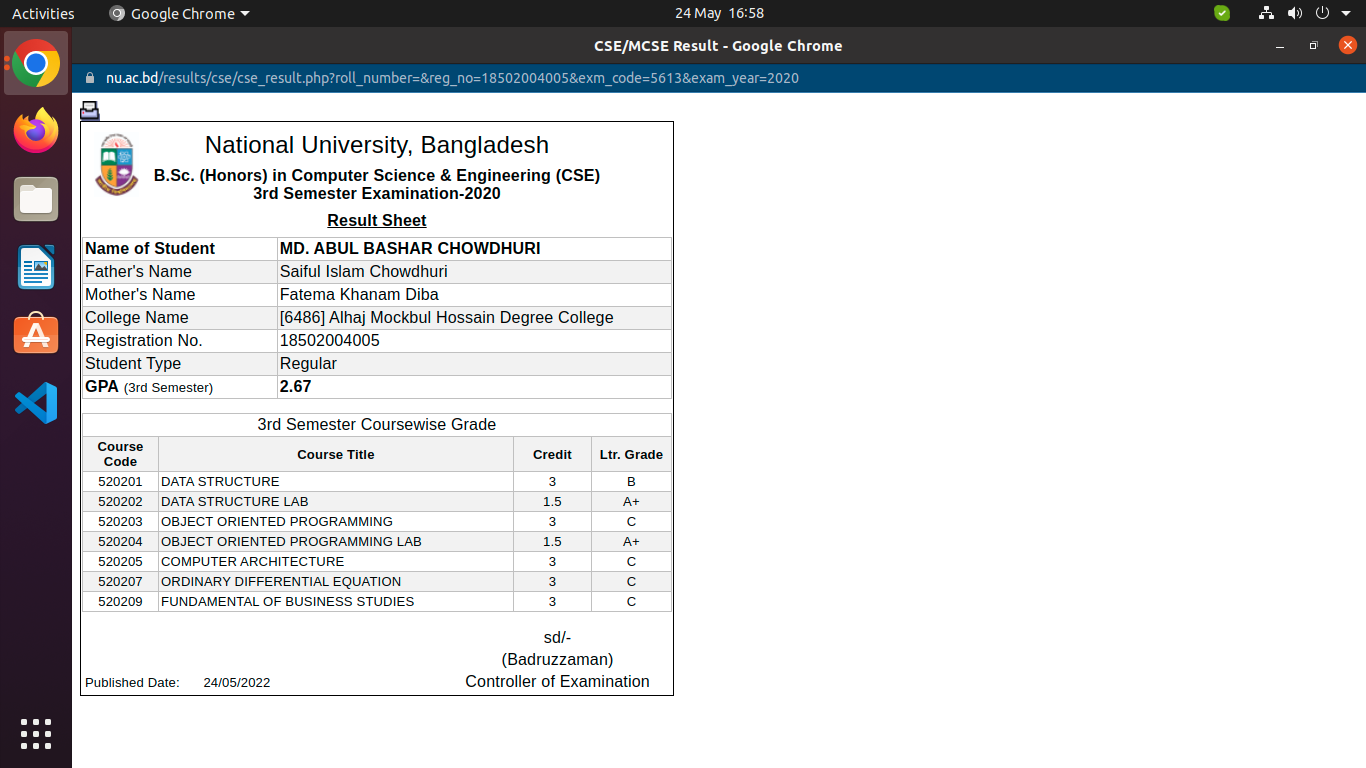 Activities Google Chrome 24 May 16:58
CSE/MCSE Result - Google Chrome
nu.ac.bd/results/cse/cse_result.php?roll_number=&reg_no=18502004005&exm_code=5613&exam_year=2020
National University, Bangladesh
B.Sc. (Honors) in Computer Science & Engineering (CSE)
3rd Semester Examination-2020
Result Sheet
Name of Student MD. ABUL BASHAR CHOWDHURI
Father's Name Saiful Islam Chowdhuri
Mother's Name Fatema Khanam Diba
College Name [6486] Alhaj Mockbul Hossain Degree College
Registration No. 18502004005
Student Type Regular
GPA (3rd Semester) 2.67
3rd Semester Coursewise Grade
Course Code Course Title Credit Ltr. Grade
520201 DATA STRUCTURE 3 B
520202 DATA STRUCTURE LAB 1.5 A+
520203 OBJECT ORIENTED PROGRAMMING 3 C
520204 OBJECT ORIENTED PROGRAMMING LAB 1.5 A+
520205 COMPUTER ARCHITECTURE 3 C
520207 ORDINARY DIFFERENTIAL EQUATION 3 C
520209 FUNDAMENTAL OF BUSINESS STUDIES 3 C
sd/-
(Badruzzaman)
Published Date: 24/05/2022 Controller of Examination